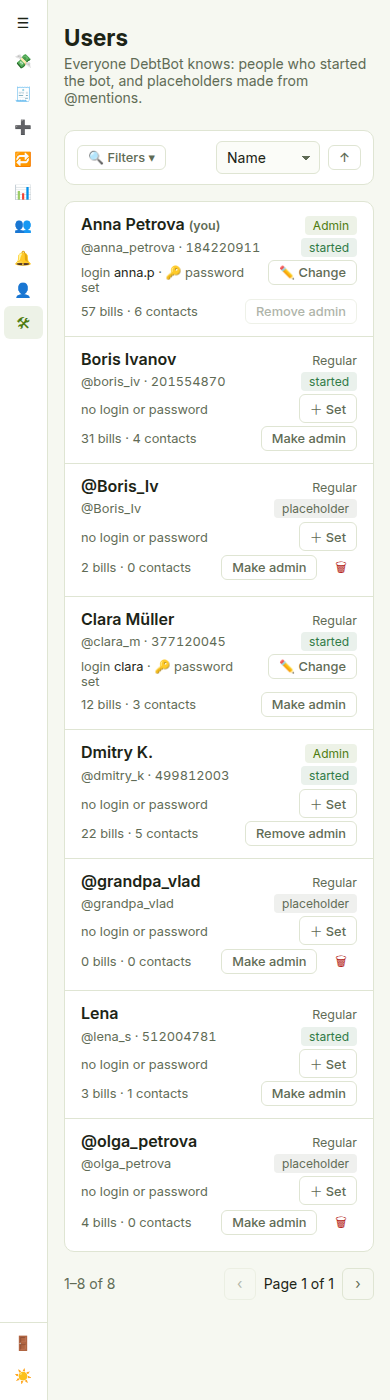 Users
Everyone DebtBot knows: people who started
the bot, and placeholders made from
@mentions.
Filters ▾
Name
↑
Anna Petrova (you)
Admin
@anna_petrova · 184220911
started
login anna.p · 🔑 password
set
✏️ Change
57 bills · 6 contacts
Remove admin
Boris Ivanov
Regular
@boris_iv · 201554870
started
no login or password
＋ Set
31 bills · 4 contacts
Make admin
@Boris_Iv
Regular
@Boris_Iv
placeholder
no login or password
＋ Set
2 bills · 0 contacts
Make admin
Clara Müller
Regular
@clara_m · 377120045
started
login clara · 🔑 password
set
✏️ Change
12 bills · 3 contacts
Make admin
Dmitry K.
Admin
@dmitry_k · 499812003
started
no login or password
＋ Set
22 bills · 5 contacts
Remove admin
@grandpa_vlad
Regular
@grandpa_vlad
placeholder
no login or password
＋ Set
0 bills · 0 contacts
Make admin
Lena
Regular
@lena_s · 512004781
started
no login or password
＋ Set
3 bills · 1 contacts
Make admin
@olga_petrova
Regular
@olga_petrova
placeholder
no login or password
＋ Set
4 bills · 0 contacts
Make admin
1–8 of 8
‹
Page 1 of 1
›